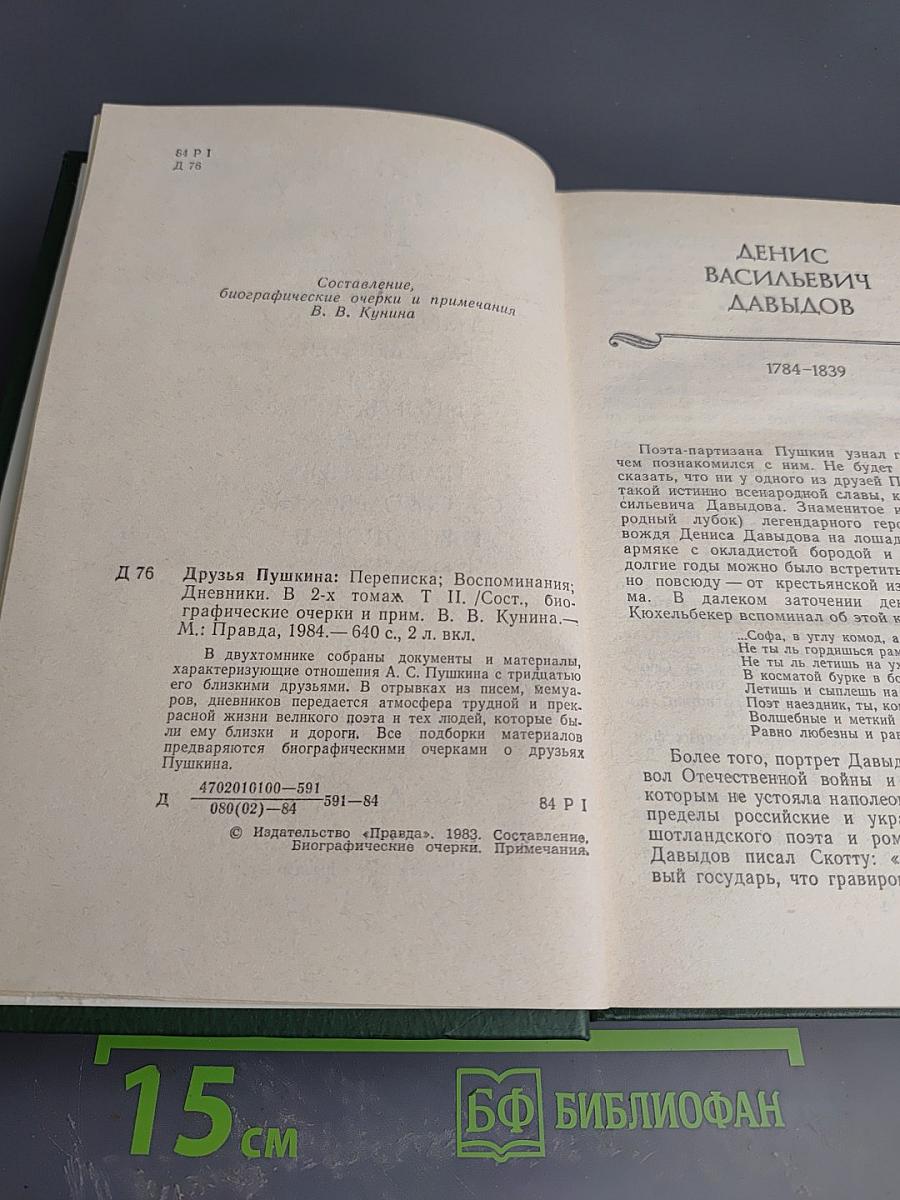 84 Р I
Д 76
Составление,
биографические очерки и примечания
В. В. Кунина
Д 76 Друзья Пушкина: Переписка; Воспоминания;
Дневники. В 2-х томах. Т II. /Сост., био-
графические очерки и прим. В. В. Кунина.—
М.: Правда, 1984.— 640 с., 2 л. вкл.
В двухтомнике собраны документы и материалы,
характеризующие отношения А. С. Пушкина с тридцатью
его близкими друзьями. В отрывках из писем, мемуа-
ров, дневников передается атмосфера трудной и прек-
расной жизни великого поэта и тех людей, которые бы-
ли ему близки и дороги. Все подборки материалов
предваряются биографическими очерками о друзьях
Пушкина.
4702010100—591
Д 591—84
080(02)—84
84 Р I
© Издательство «Правда». 1983. Составление.
Биографические очерки. Примечания.
ДЕНИС
ВАСИЛЬЕВИЧ
ДАВЫДОВ
1784–1839
Поэта-партизана Пушкин узнал
чем познакомился с ним. Не будет
сказать, что ни у одного из друзей
такой истинно всенародной славы,
сильевича Давыдова. Знаменитое
родный лубок) легендарного
вождя Дениса Давыдова на
армяке с окладистой бородой и
долгие годы можно было встретить
но повсюду — от крестьянской
ма. В далеком заточении
Кюхельбекер вспоминал об этой
...Софа, в углу комод, а
Не ты ль гордишься
Не ты ль летишь на
В косматой бурке в
Летишь и сыплешь на
Поэт наездник, ты,
Волшебные и меткий
Равно любезны и
Более того, портрет
вол Отечественной войны и
которым не устояла
пределы российские и
шотландского поэта и
Давыдов писал Скотту: «
вый государь, что
15 см
БФ БИБЛИОФАН